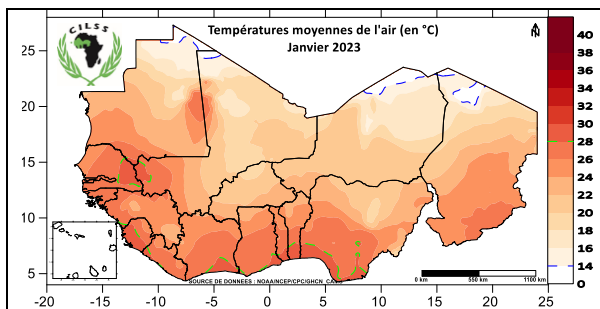 CILSS
Températures moyennes de l'air (en °C)
Janvier 2023
N
25
20
15
10
5
-20 -15 -10 -5 0 5 10 15 20 25
40
38
36
34
32
30
28
26
24
22
20
18
16
14
0
0 550 1100 km
SOURCE DE DONNEES : NOAA/NCEP/CPC/GHCN_CAMS